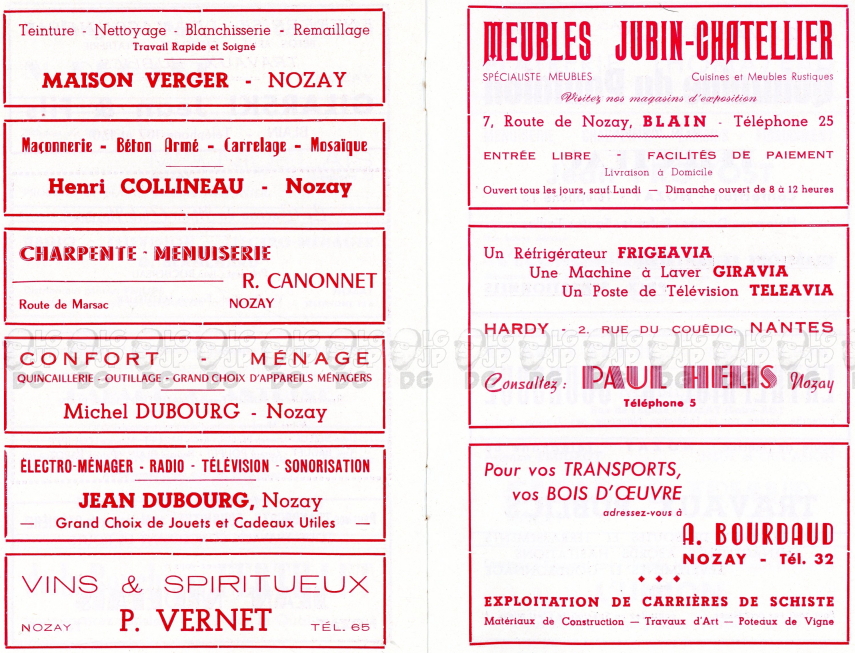 Teinture - Nettoyage - Blanchisserie - Remaillage
Travail Rapide et Soigné
MAISON VERGER - NOZAY
Maçonnerie - Béton Armé - Carrelage - Mosaïque
Henri COLLINEAU - Nozay
CHARPENTE - MENUISERIE
R. CANONNET
Route de Marsac NOZAY
CONFORT - MÉNAGE
QUINCAILLERIE - OUTILLAGE - GRAND CHOIX D'APPAREILS MÉNAGERS
Michel DUBOURG - Nozay
ÉLECTRO-MÉNAGER - RADIO - TÉLÉVISION - SONORISATION
JEAN DUBOURG, Nozay
— Grand Choix de Jouets et Cadeaux Utiles —
VINS & SPIRITUEUX
NOZAY P. VERNET TÉL. 65
MEUBLES JUBIN-CHATELLIER
SPÉCIALISTE MEUBLES Cuisines et Meubles Rustiques
Visitez nos magasins d'exposition
7, Route de Nozay, BLAIN - Téléphone 25
ENTRÉE LIBRE - FACILITÉS DE PAIEMENT
Livraison à Domicile
Ouvert tous les jours, sauf Lundi — Dimanche ouvert de 8 à 12 heures
Un Réfrigérateur FRIGEAVIA
Une Machine à Laver GIRAVIA
Un Poste de Télévision TELEAVIA
HARDY - 2, RUE DU COUËDIC, NANTES
Consultez : PAUL HELIS Nozay
Téléphone 5
Pour vos TRANSPORTS,
vos BOIS D'ŒUVRE
adressez-vous à
A. BOURDAUD
NOZAY - Tél. 32
EXPLOITATION DE CARRIÈRES DE SCHISTE
Matériaux de Construction — Travaux d'Art — Poteaux de Vigne